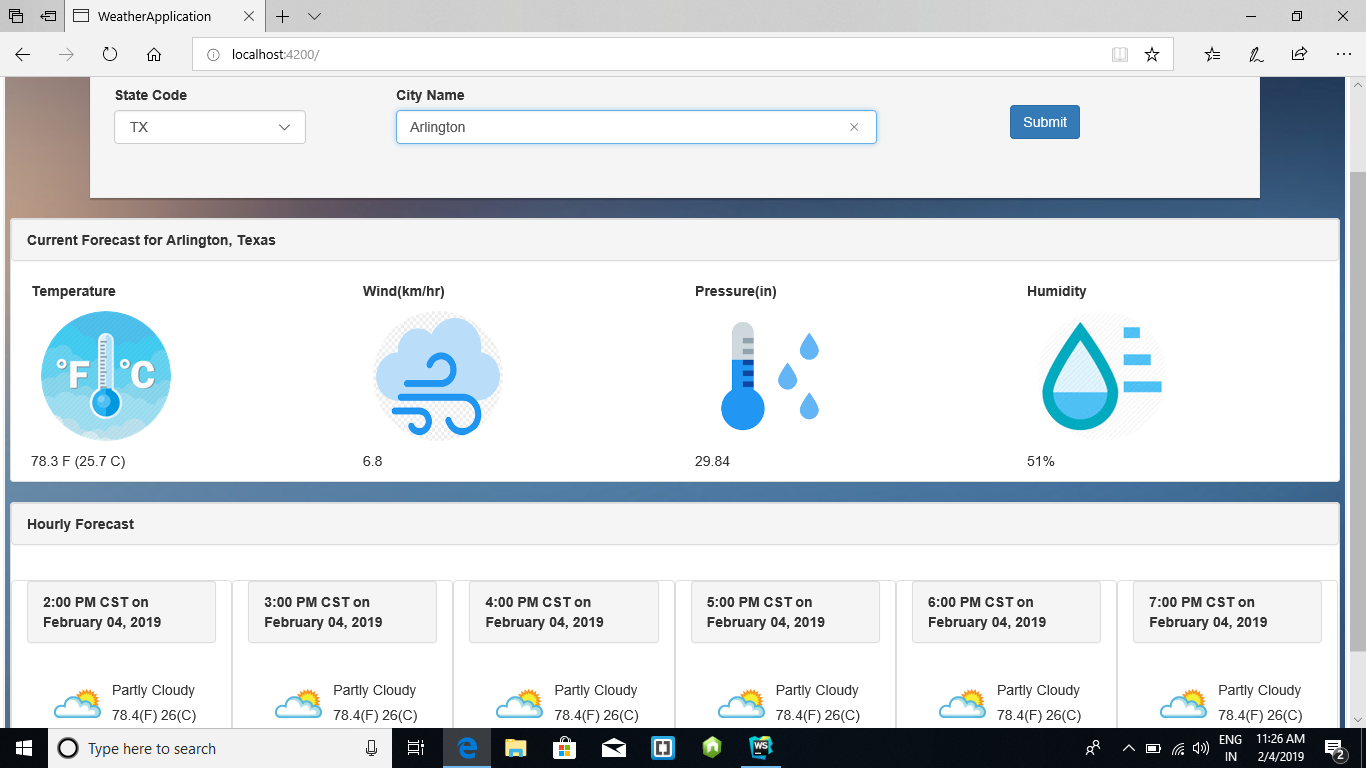 WeatherApplication
localhost:4200/
State Code
City Name
TX
Arlington
Submit
Current Forecast for Arlington, Texas
Temperature
Wind(km/hr)
Pressure(in)
Humidity
°F °C
78.3 F (25.7 C)
6.8
29.84
51%
Hourly Forecast
2:00 PM CST on
February 04, 2019
Partly Cloudy
78.4(F) 26(C)
3:00 PM CST on
February 04, 2019
Partly Cloudy
78.4(F) 26(C)
4:00 PM CST on
February 04, 2019
Partly Cloudy
78.4(F) 26(C)
5:00 PM CST on
February 04, 2019
Partly Cloudy
78.4(F) 26(C)
6:00 PM CST on
February 04, 2019
Partly Cloudy
78.4(F) 26(C)
7:00 PM CST on
February 04, 2019
Partly Cloudy
78.4(F) 26(C)
Type here to search
WS
ENG
IN
11:26 AM
2/4/2019
2